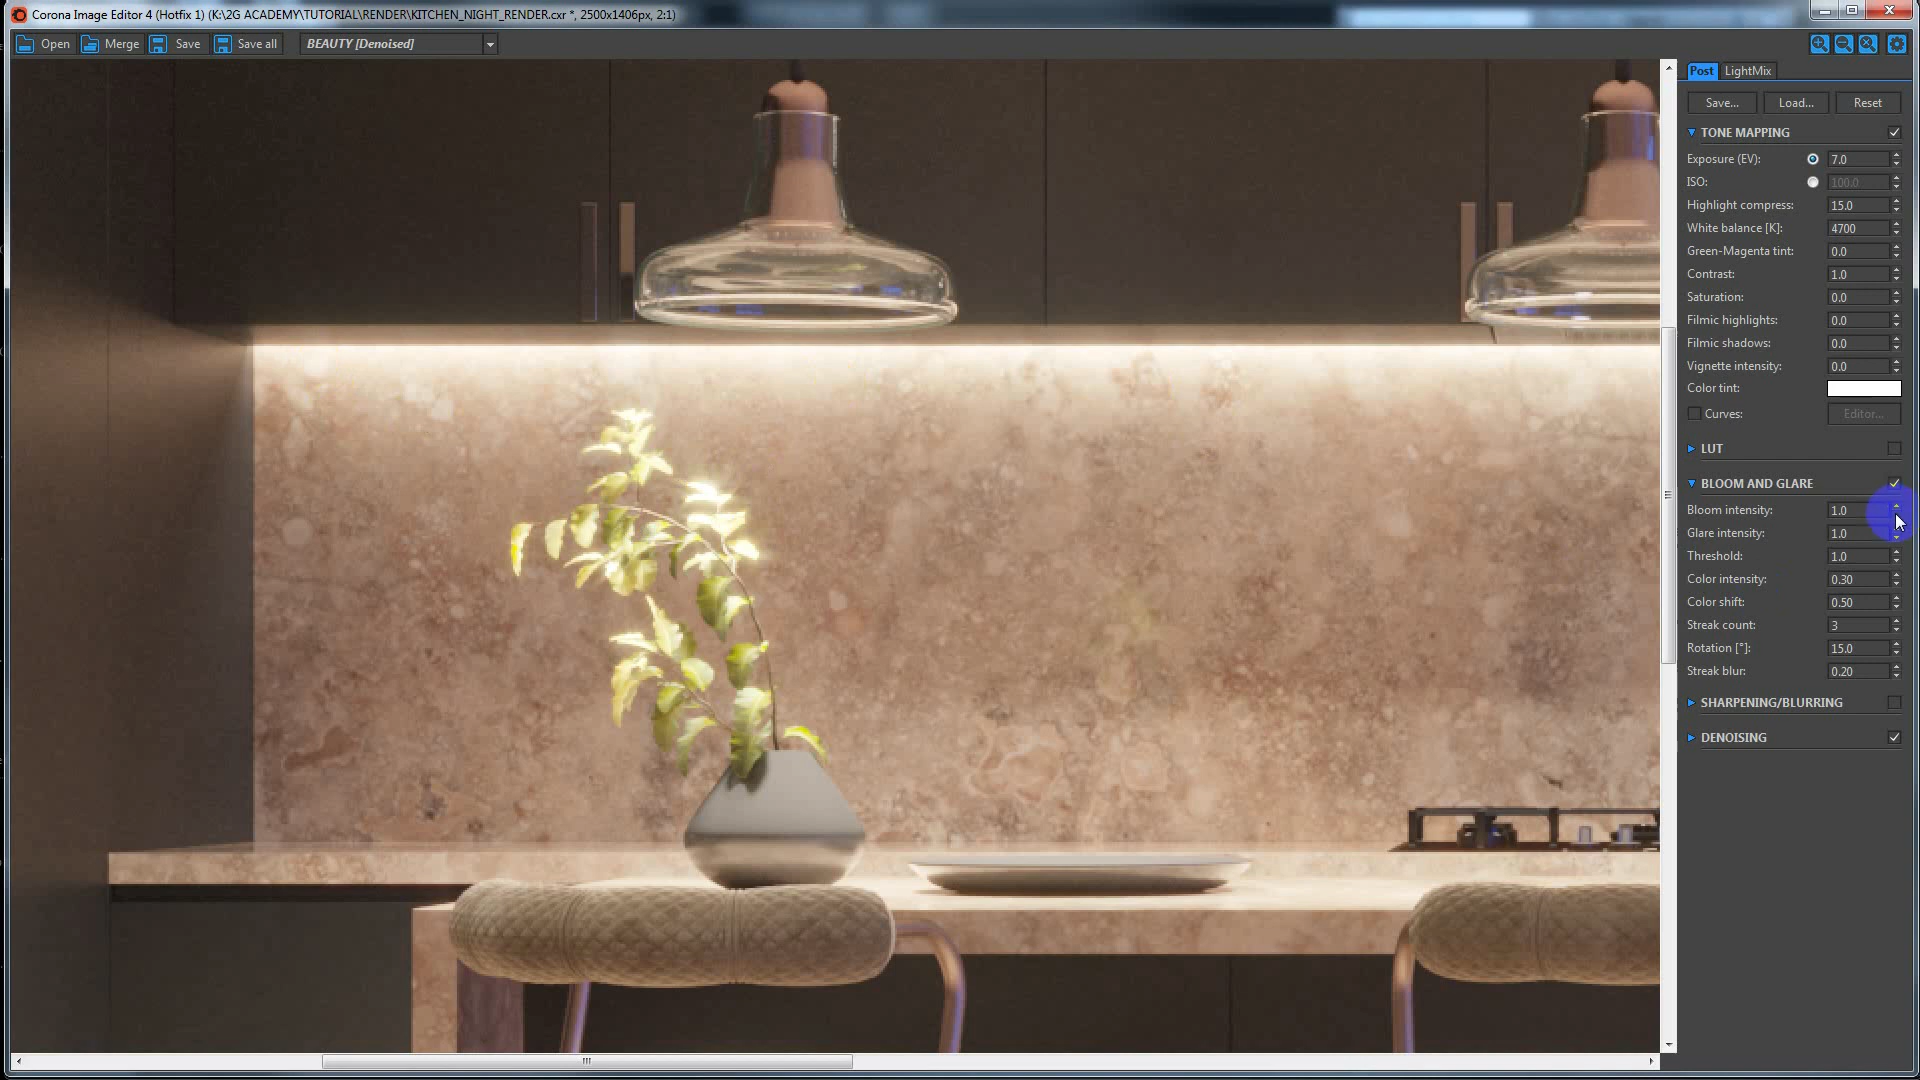 Corona Image Editor 4 (Hotfix 1) (K:\2G ACADEMY\TUTORIAL\RENDER\KITCHEN_NIGHT_RENDER.cxr *, 2500x1406px, 2:1)
Open Merge Save Save all BEAUTY [Denoised]
Post LightMix
Save... Load... Reset
TONE MAPPING
Exposure (EV): 7.0
ISO: 100.0
Highlight compress: 15.0
White balance [K]: 4700
Green-Magenta tint: 0.0
Contrast: 1.0
Saturation: 0.0
Filmic highlights: 0.0
Filmic shadows: 0.0
Vignette intensity: 0.0
Color tint:
Curves: Editor...
LUT
BLOOM AND GLARE
Bloom intensity: 1.0
Glare intensity: 1.0
Threshold: 1.0
Color intensity: 0.30
Color shift: 0.50
Streak count: 3
Rotation [°]: 15.0
Streak blur: 0.20
SHARPENING/BLURRING
DENOISING